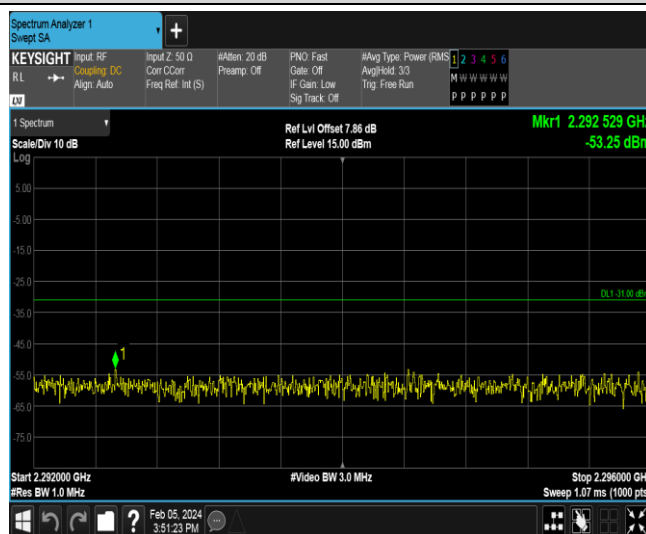 Spectrum Analyzer 1
Swept SA
+
KEYSIGHT Input: RF Input Z: 50 Ω #Atten: 20 dB PNO: Fast #Avg Type: Power (RMS 1 2 3 4 5 6
RL Coupling: DC Corr CCorr Preamp: Off Gate: Off Avg|Hold: 3/3 M W W W W W
Align: Auto Freq Ref: Int (S) IF Gain: Low Trig: Free Run
Sig Track: Off P P P P P P
LXI
1 Spectrum Ref Lvl Offset 7.86 dB Mkr1 2.292 529 GHz
Scale/Div 10 dB Ref Level 15.00 dBm -53.25 dBm
Log
5.00
-5.00
-15.0
-25.0
DL1 -31.00 dBm
-35.0
-45.0
1
-55.0
-65.0
-75.0
Start 2.292000 GHz #Video BW 3.0 MHz Stop 2.296000 GHz
#Res BW 1.0 MHz Sweep 1.07 ms (1000 pts)
? Feb 05, 2024
3:51:23 PM